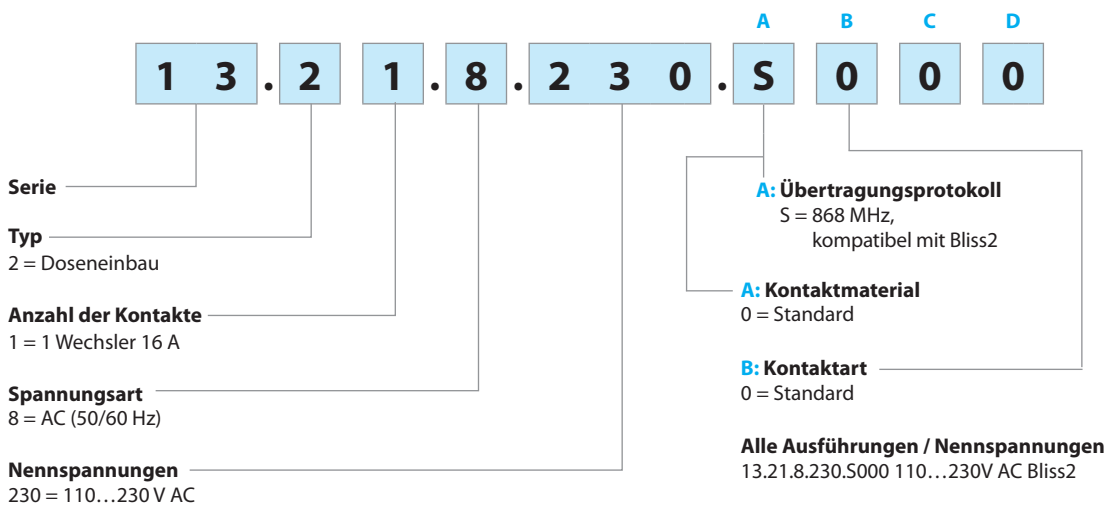 A B C D
1 3 . 2 1 . 8 . 2 3 0 . S 0 0 0
Serie
Typ
2 = Doseneinbau
Anzahl der Kontakte
1 = 1 Wechsler 16 A
Spannungsart
8 = AC (50/60 Hz)
Nennspannungen
230 = 110…230 V AC
A: Übertragungsprotokoll
S = 868 MHz,
kompatibel mit Bliss2
A: Kontaktmaterial
0 = Standard
B: Kontaktart
0 = Standard
Alle Ausführungen / Nennspannungen
13.21.8.230.S000 110…230V AC Bliss2